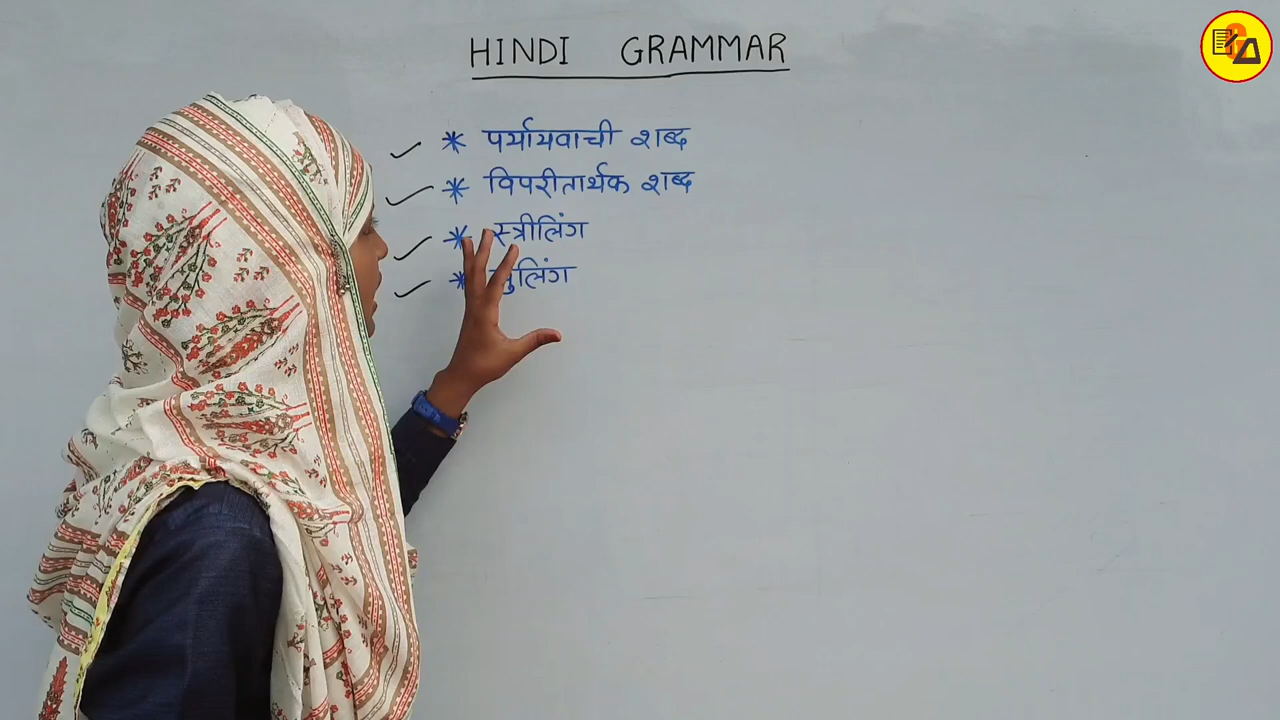 HINDI GRAMMAR
* पर्यायवाची शब्द
* विपरीतार्थक शब्द
* स्त्रीलिंग
* पुलिंग